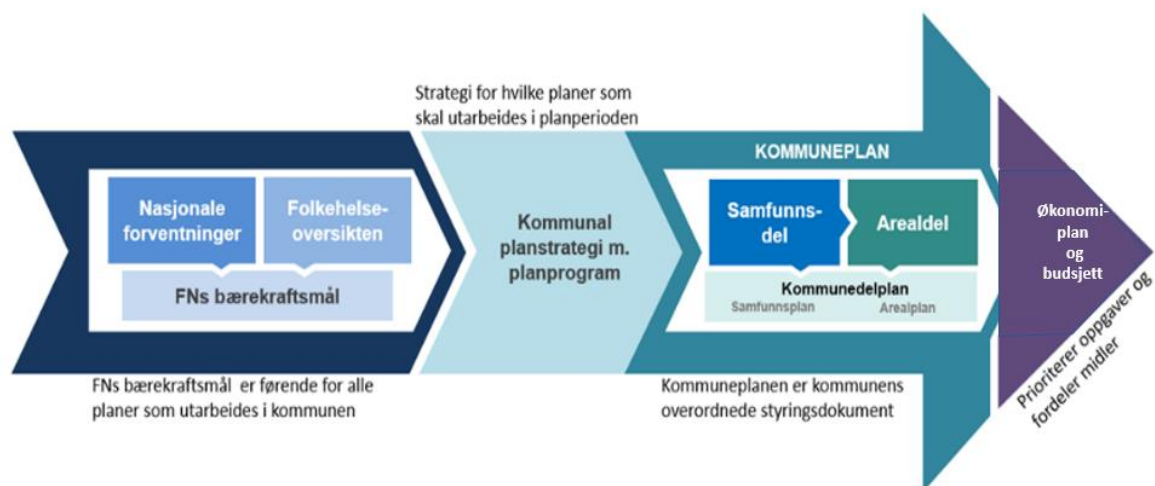 Strategi for hvilke planer som
skal utarbeides i planperioden
Nasjonale
forventninger
Folkehelse-
oversikten
FNs bærekraftsmål
FNs bærekraftsmål er førende for alle
planer som utarbeides i kommunen
Kommunal
planstrategi m.
planprogram
KOMMUNEPLAN
Samfunns-
del
Arealdel
Kommunedelplan
Samfunnsplan
Arealplan
Kommuneplanen er kommunens
overordnede styringsdokument
Økonomi-
plan
og
budsjett
Prioriterer oppgaver og
fordeler midler